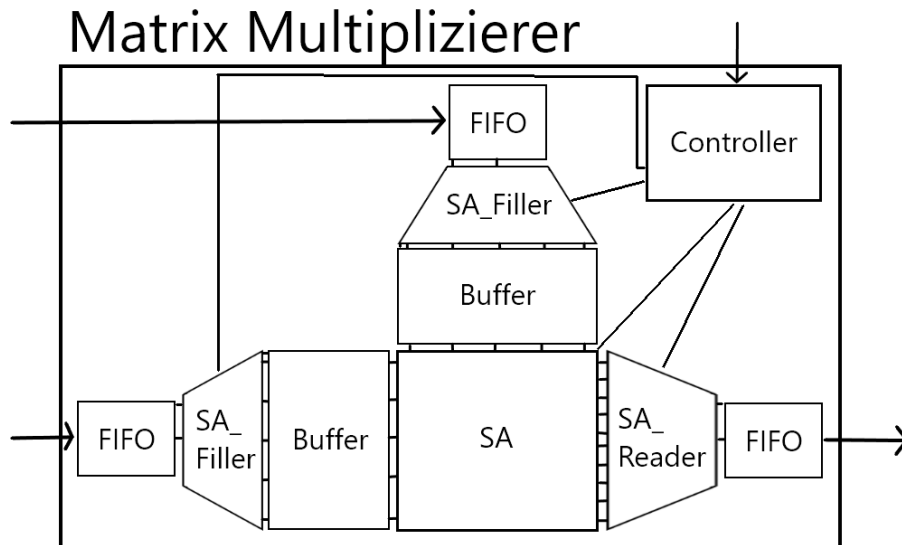 Matrix Multiplizierer
FIFO
Controller
SA_Filler
Buffer
FIFO
SA_
Filler
Buffer
SA
SA_
Reader
FIFO